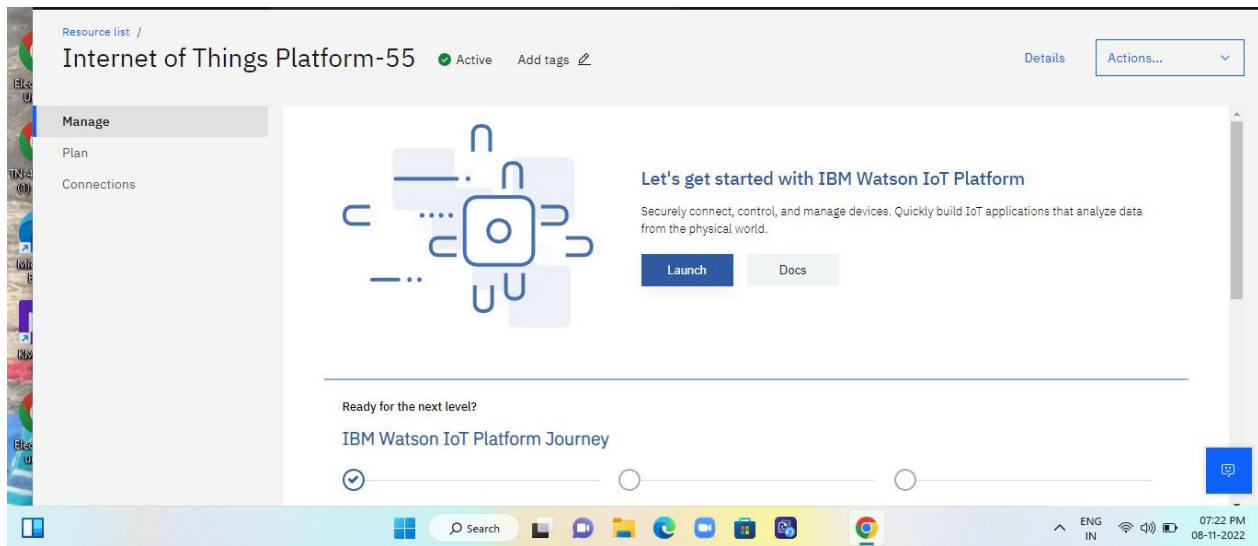 Resource list /
Internet of Things Platform-55
Active
Add tags
Details
Actions...
Manage
Plan
Connections
Let's get started with IBM Watson IoT Platform
Securely connect, control, and manage devices. Quickly build IoT applications that analyze data
from the physical world.
Launch
Docs
Ready for the next level?
IBM Watson IoT Platform Journey
Search
ENG
IN
07:22 PM
08-11-2022